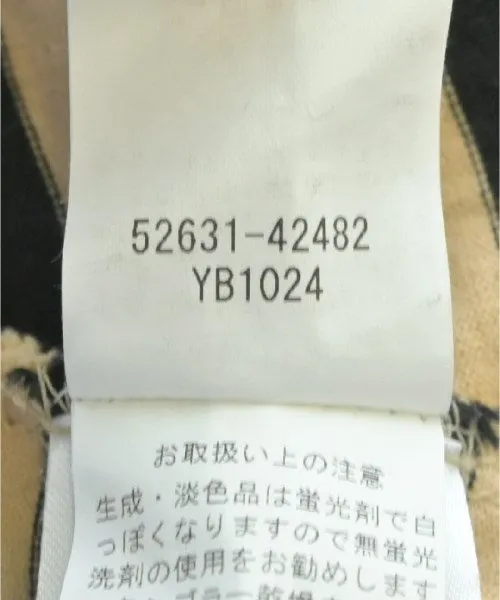 52631-42482
YB1024
お取扱い上の注意
生成・淡色品は蛍光剤で白
っぽくなりますので無蛍光
洗剤の使用をお勧めします